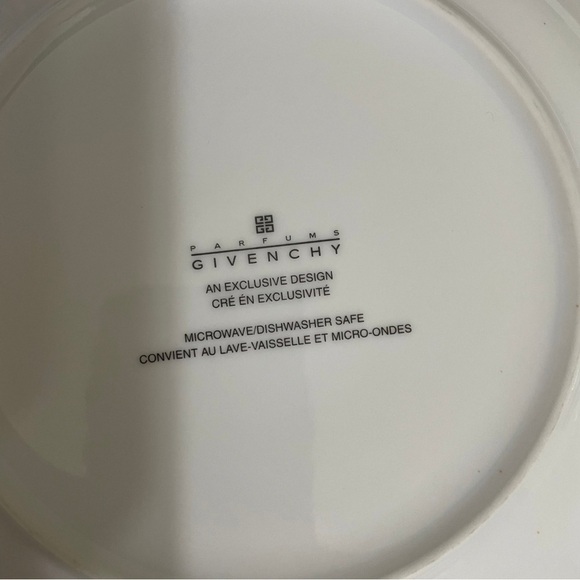 PARFUMS
GIVENCHY
AN EXCLUSIVE DESIGN
CRÉ ÉN EXCLUSIVITÉ
MICROWAVE/DISHWASHER SAFE
CONVIENT AU LAVE-VAISSELLE ET MICRO-ONDES